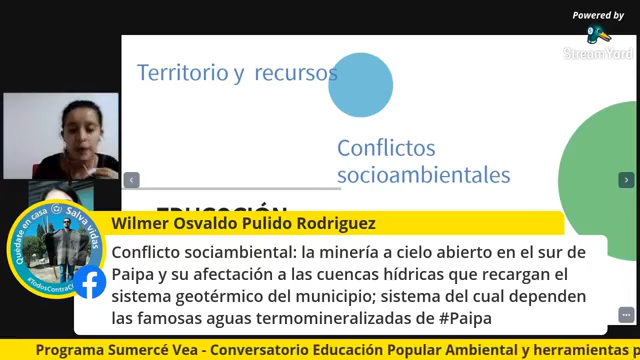 Powered by
StreamYard
Territorio y recursos
Conflictos
socioambientales
Wilmer Osvaldo Pulido Rodriguez
Quédate en casa
Salva vidas
Conflicto sociambiental: la minería a cielo abierto en el sur de
Paipa y su afectación a las cuencas hídricas que recargan el
sistema geotérmico del municipio; sistema del cual dependen
las famosas aguas termomineralizadas de #Paipa
Programa Sumercé Vea - Conversatorio Educación Popular Ambiental y herramientas p